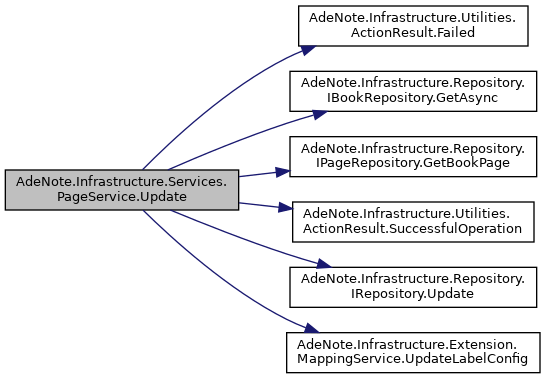 AdeNote.Infrastructure.Services.
PageService.Update
AdeNote.Infrastructure.Utilities.
ActionResult.Failed
AdeNote.Infrastructure.Repository.
IBookRepository.GetAsync
AdeNote.Infrastructure.Repository.
IPageRepository.GetBookPage
AdeNote.Infrastructure.Utilities.
ActionResult.SuccessfulOperation
AdeNote.Infrastructure.Repository.
IRepository.Update
AdeNote.Infrastructure.Extension.
MappingService.UpdateLabelConfig